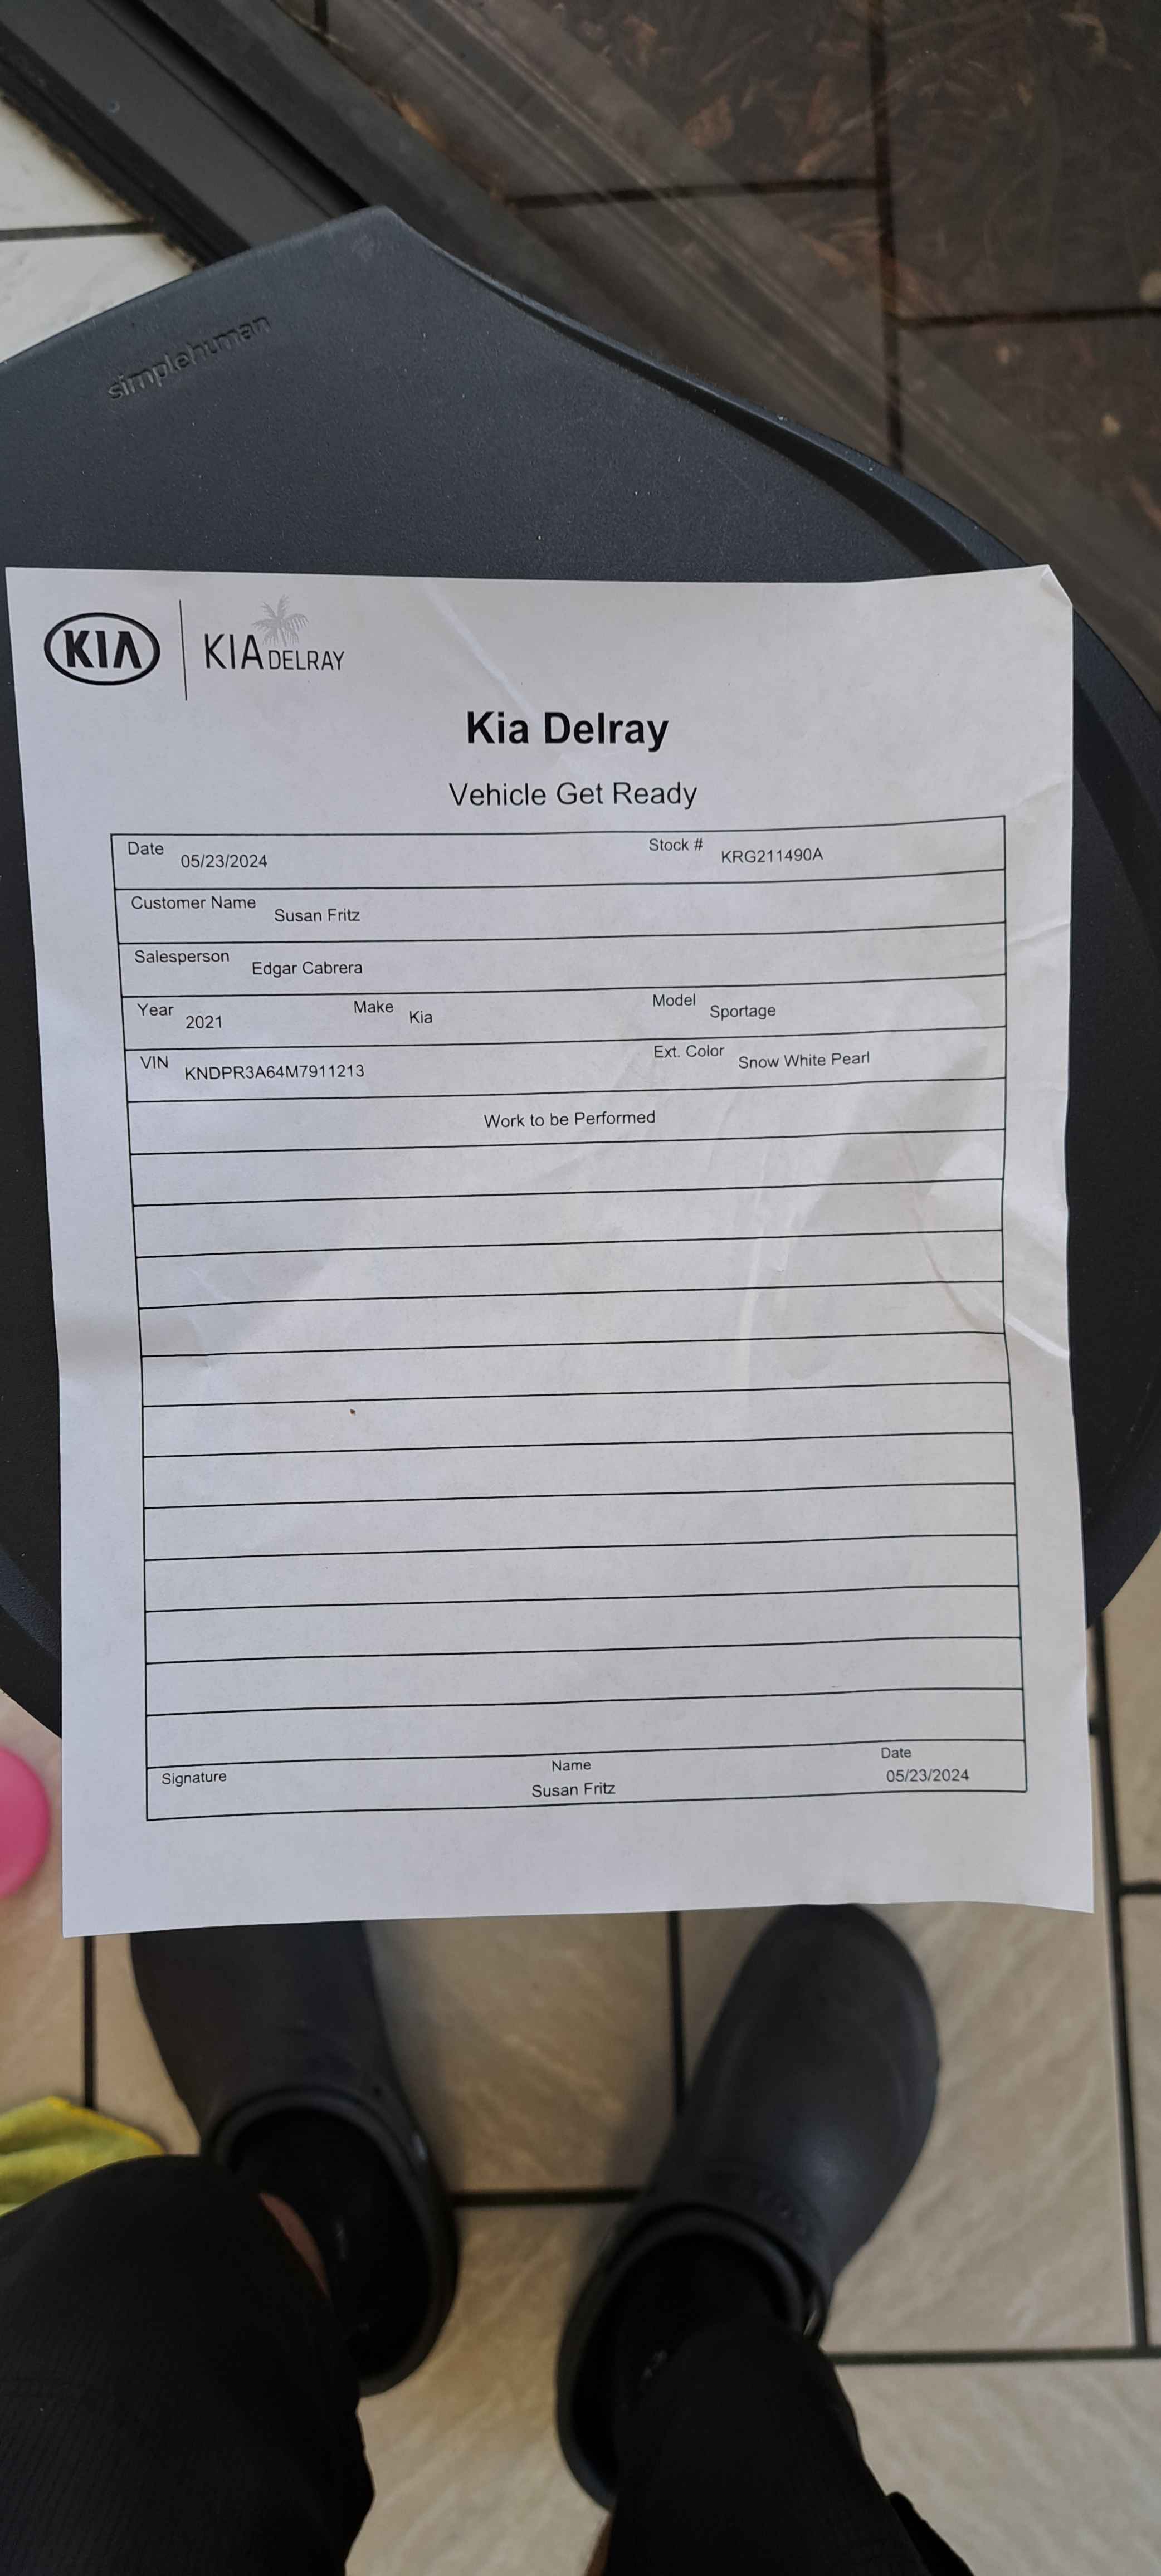 simplehuman
KIA | KIA DELRAY
Kia Delray
Vehicle Get Ready
Date 05/23/2024 Stock # KRG211490A
Customer Name Susan Fritz
Salesperson Edgar Cabrera
Year 2021 Make Kia Model Sportage
VIN KNDPR3A64M7911213 Ext. Color Snow White Pearl
Work to be Performed
Signature Name Susan Fritz Date 05/23/2024